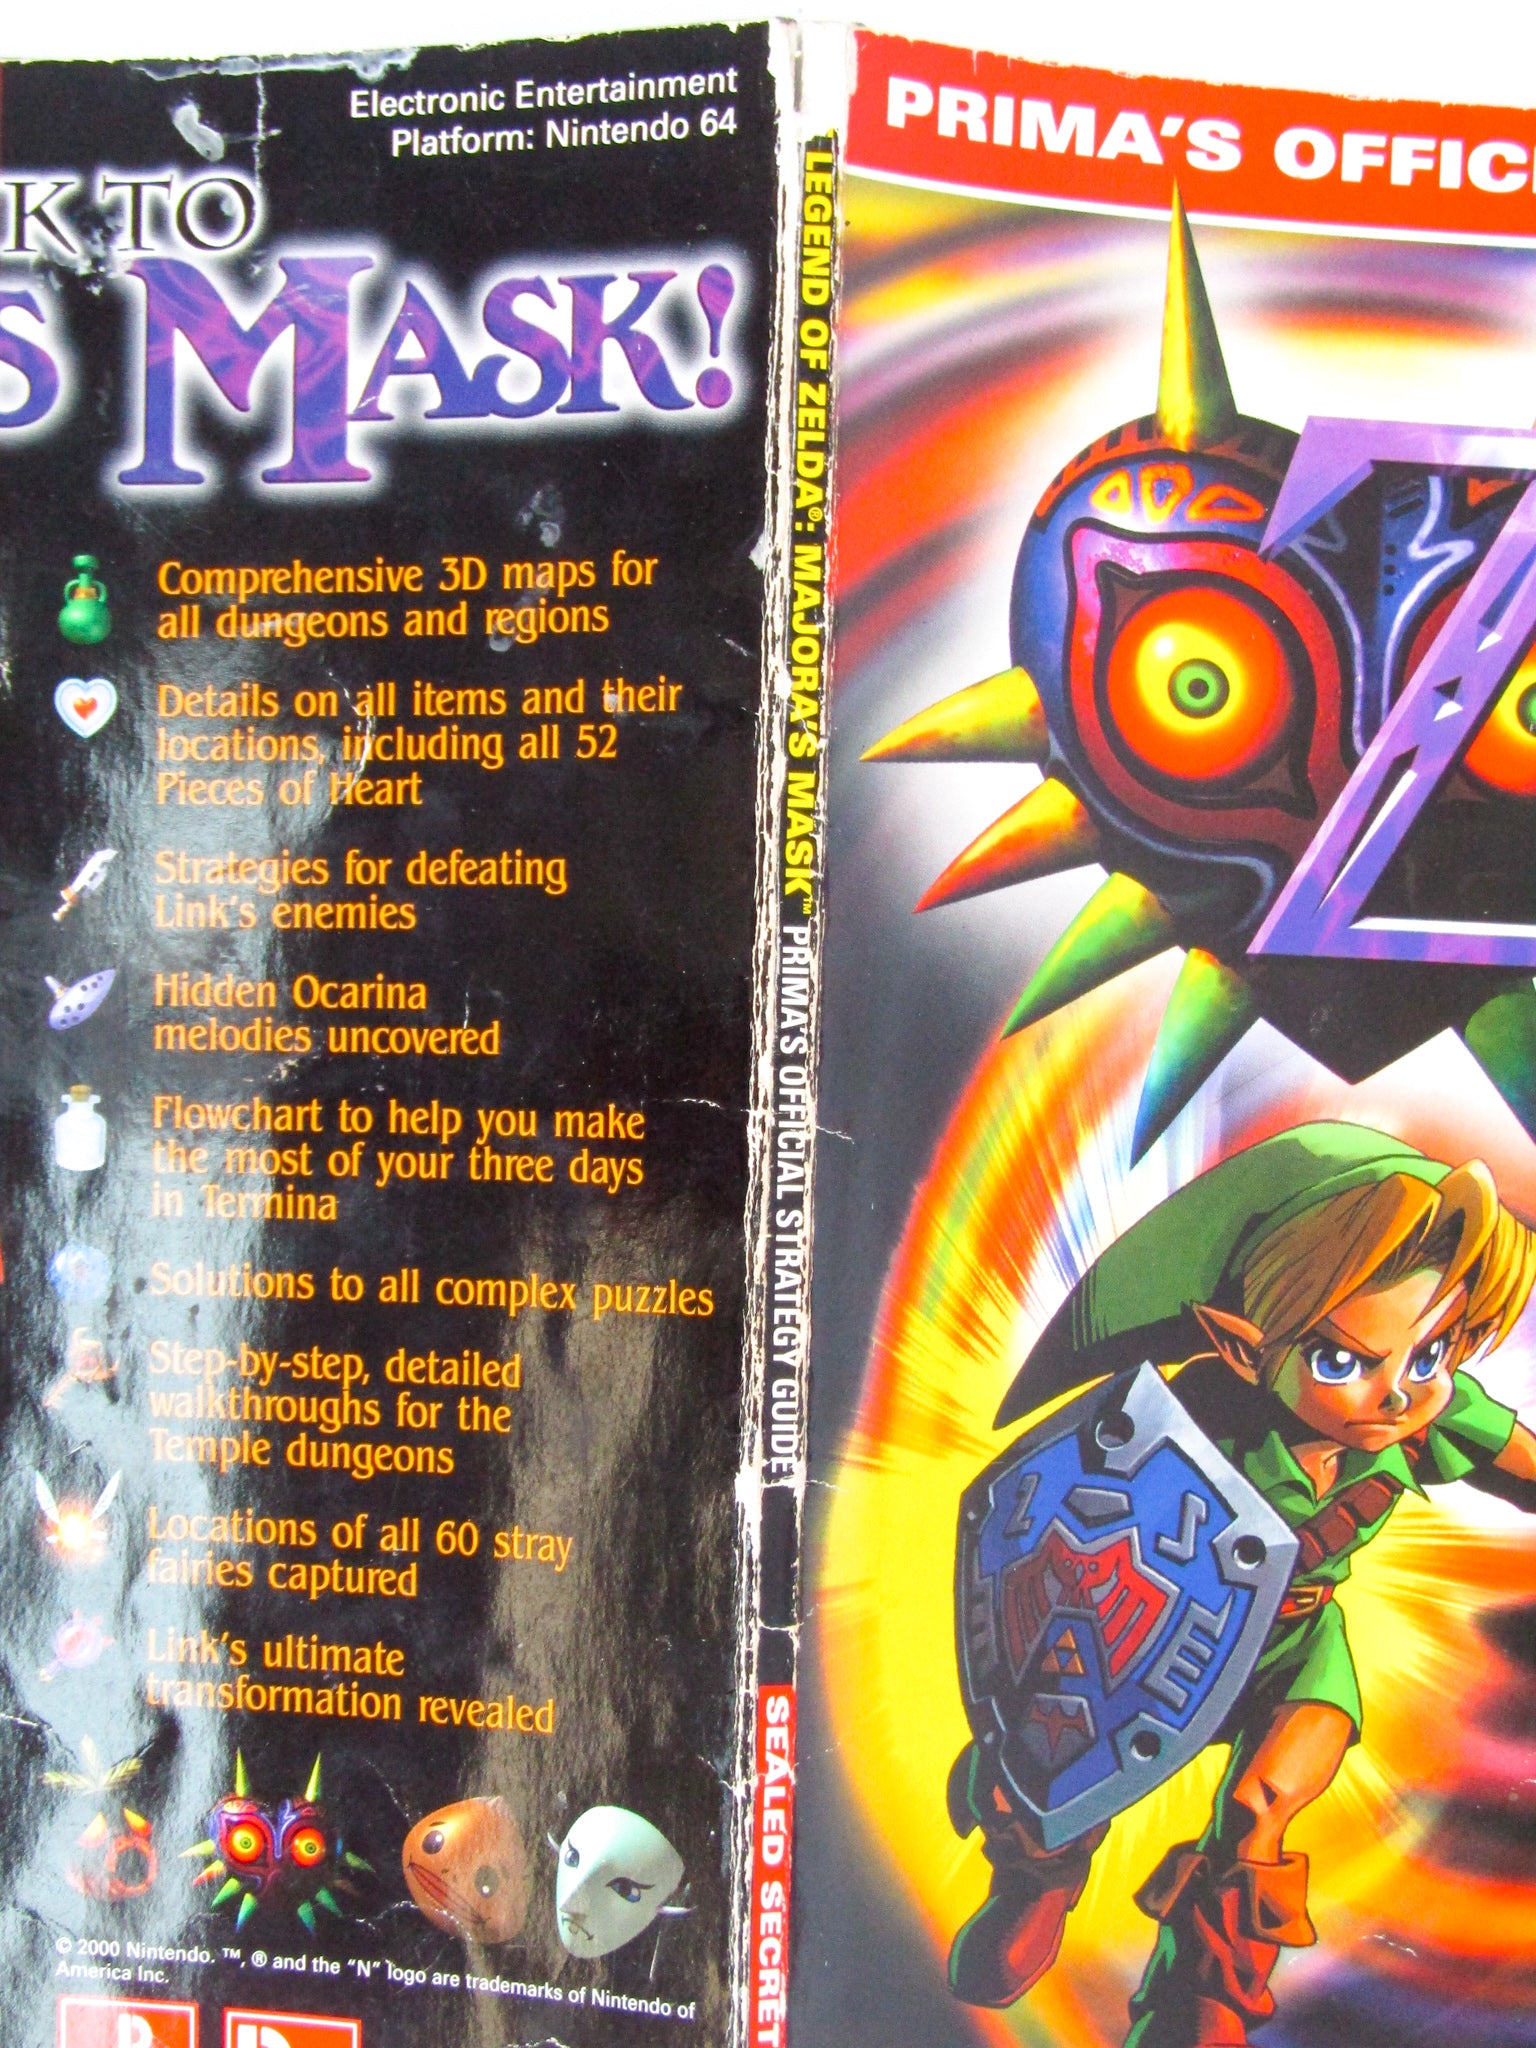 Electronic Entertainment
Platform: Nintendo 64
K TO
S MASK!
Comprehensive 3D maps for
all dungeons and regions
Details on all items and their
locations, including all 52
Pieces of Heart
Strategies for defeating
Link's enemies
Hidden Ocarina
melodies uncovered
Flowchart to help you make
the most of your three days
in Termina
Solutions to all complex puzzles
Step-by-step, detailed
walkthroughs for the
Temple dungeons
Locations of all 60 stray
fairies captured
Link's ultimate
transformation revealed
© 2000 Nintendo. ™, ® and the "N" logo are trademarks of Nintendo of
America Inc.
LEGEND OF ZELDA®: MAJORA'S MASK™ PRIMA'S OFFICIAL STRATEGY GUIDE
SEALED SECRET
PRIMA'S OFFICI
Z